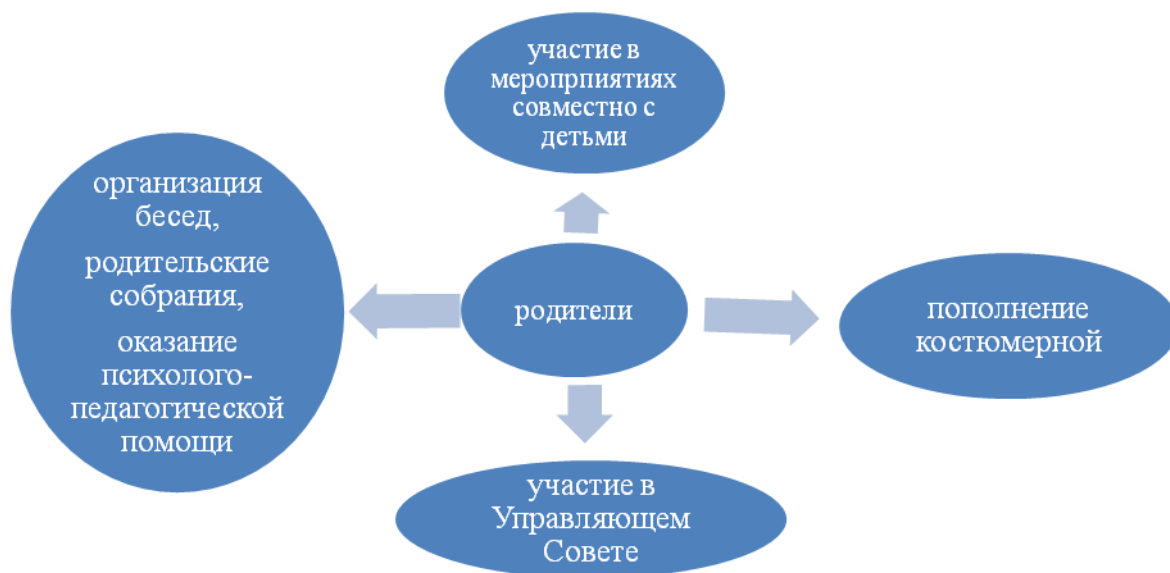 участие в
меропрпиятиях
совместно с
детьми
организация
бесед,
родительские
собрания,
оказание
психолого-
педагогической
помощи
родители
пополнение
костюмерной
участие в
Управляющем
Совете